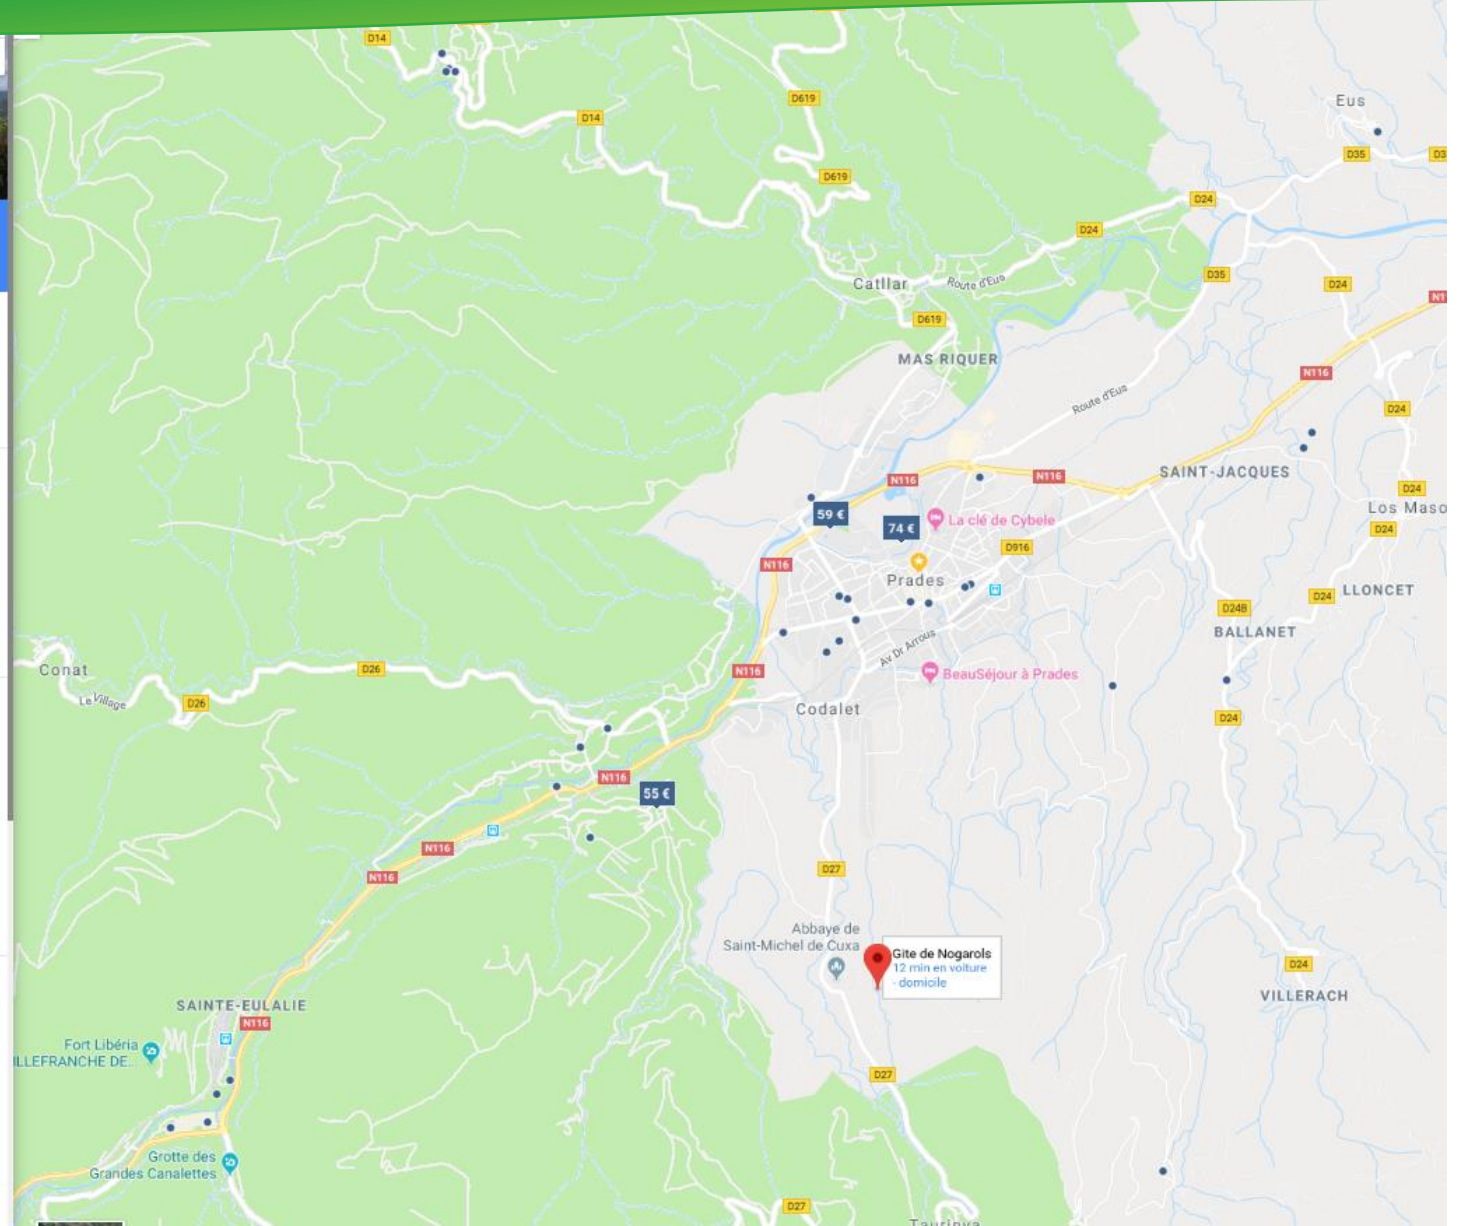 D14
D619
D14
Eus
D35
D619
D24
D24
Catllar
Route d'Eus
D35
D24
D619
MAS RIQUER
N116
Route d'Eus
D24
N116
N116
SAINT-JACQUES
D24
59 €
74 €
La clé de Cybele
D24
D916
N116
Prades
D24
LLONCET
D24B
BALLANET
Av Dr Arrous
Conat
D26
N116
BeauSéjour à Prades
Le Village
D26
Codalet
D24
N116
55 €
N116
D27
N116
Abbaye de
Saint-Michel de Cuxa
Gite de Nogarols
12 min en voiture
- domicile
D24
VILLERACH
SAINTE-EULALIE
N116
Fort Libéria
D27
Grotte des
Grandes Canalettes
D27